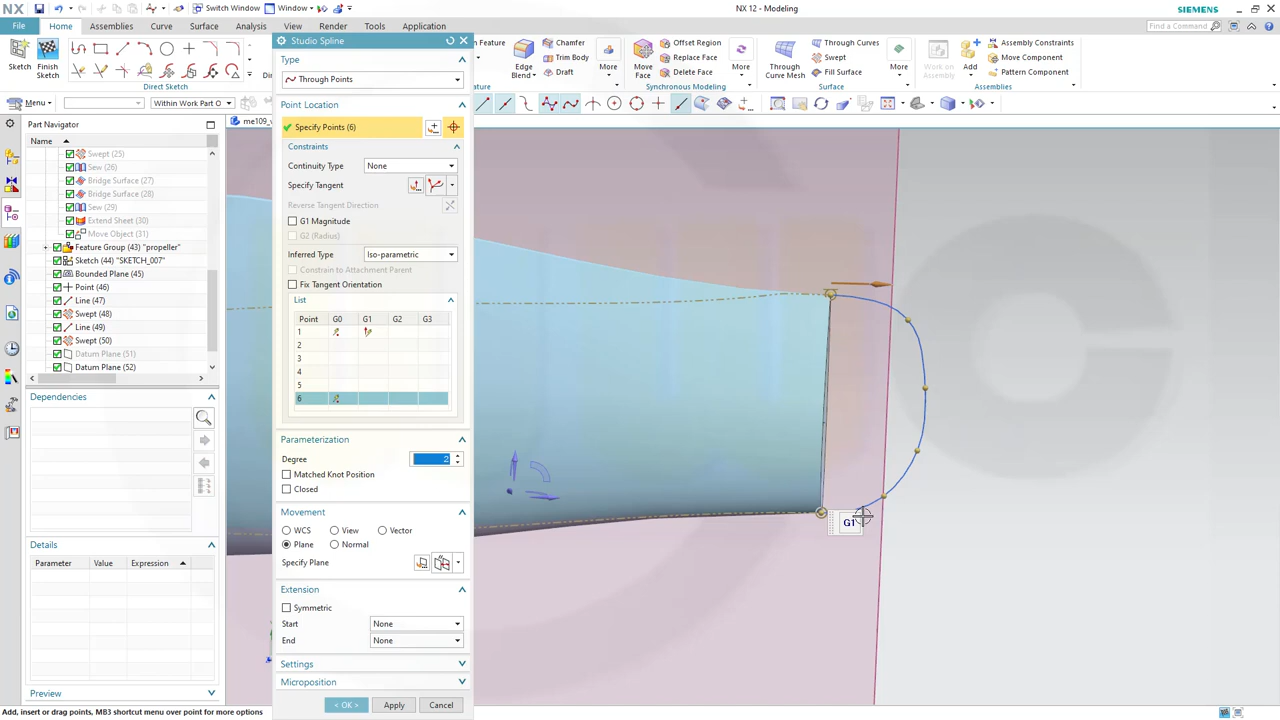 NX
Switch Window
Window
NX 12 - Modeling
SIEMENS
File
Home
Assemblies
Curve
Surface
Analysis
View
Render
Tools
Application
Find a Command
Sketch
Finish
Sketch
Direct Sketch
Studio Spline
Feature
Edge
Blend
Chamfer
Trim Body
Draft
More
Move
Face
Offset Region
Replace Face
Delete Face
More
Synchronous Modeling
Through
Curve Mesh
Through Curves
Swept
Fill Surface
More
Surface
Work on
Assembly
Add
Assembly Constraints
Move Component
Pattern Component
Assemblies
Menu
Within Work Part O
Part Navigator
Name
Swept (25)
Sew (26)
Bridge Surface (27)
Bridge Surface (28)
Sew (29)
Extend Sheet (30)
Move Object (31)
Feature Group (43) "propeller"
Sketch (44) "SKETCH_007"
Bounded Plane (45)
Point (46)
Line (47)
Swept (48)
Line (49)
Swept (50)
Datum Plane (51)
Datum Plane (52)
Dependencies
Details
Parameter
Value
Expression
Preview
me109_v
Type
Through Points
Point Location
Specify Points (6)
Constraints
Continuity Type
None
Specify Tangent
Reverse Tangent Direction
G1 Magnitude
G2 (Radius)
Inferred Type
Iso-parametric
Constrain to Attachment Parent
Fix Tangent Orientation
List
Point
G0
G1
G2
G3
1
2
3
4
5
6
Parameterization
Degree
2
Matched Knot Position
Closed
Movement
WCS
View
Vector
Plane
Normal
Specify Plane
Extension
Symmetric
Start
None
End
None
Settings
Microposition
< OK >
Apply
Cancel
G1
Add, insert or drag points, MB3 shortcut menu over point for more options